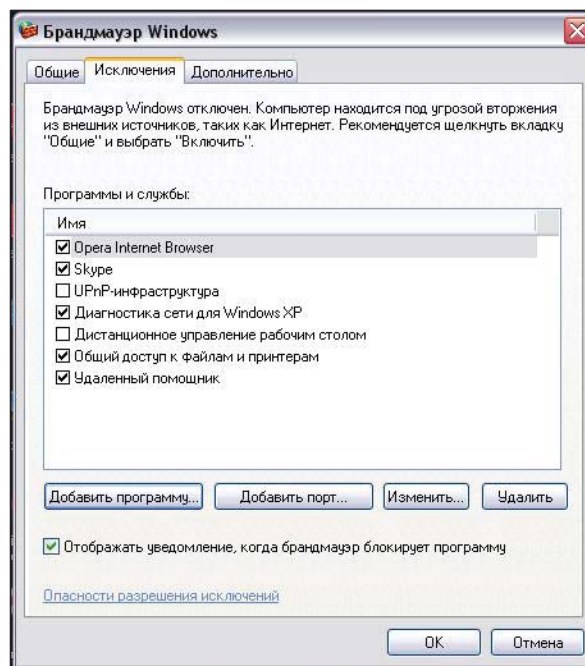 Брандмауэр Windows
Общие Исключения Дополнительно
Брандмауэр Windows отключен. Компьютер находится под угрозой вторжения
из внешних источников, таких как Интернет. Рекомендуется щелкнуть вкладку
"Общие" и выбрать "Включить".
Программы и службы:
Имя
Opera Internet Browser
Skype
UPnP-инфраструктура
Диагностика сети для Windows XP
Дистанционное управление рабочим столом
Общий доступ к файлам и принтерам
Удаленный помощник
Добавить программу... Добавить порт... Изменить... Удалить
Отображать уведомление, когда брандмауэр блокирует программу
Опасности разрешения исключений
OK Отмена